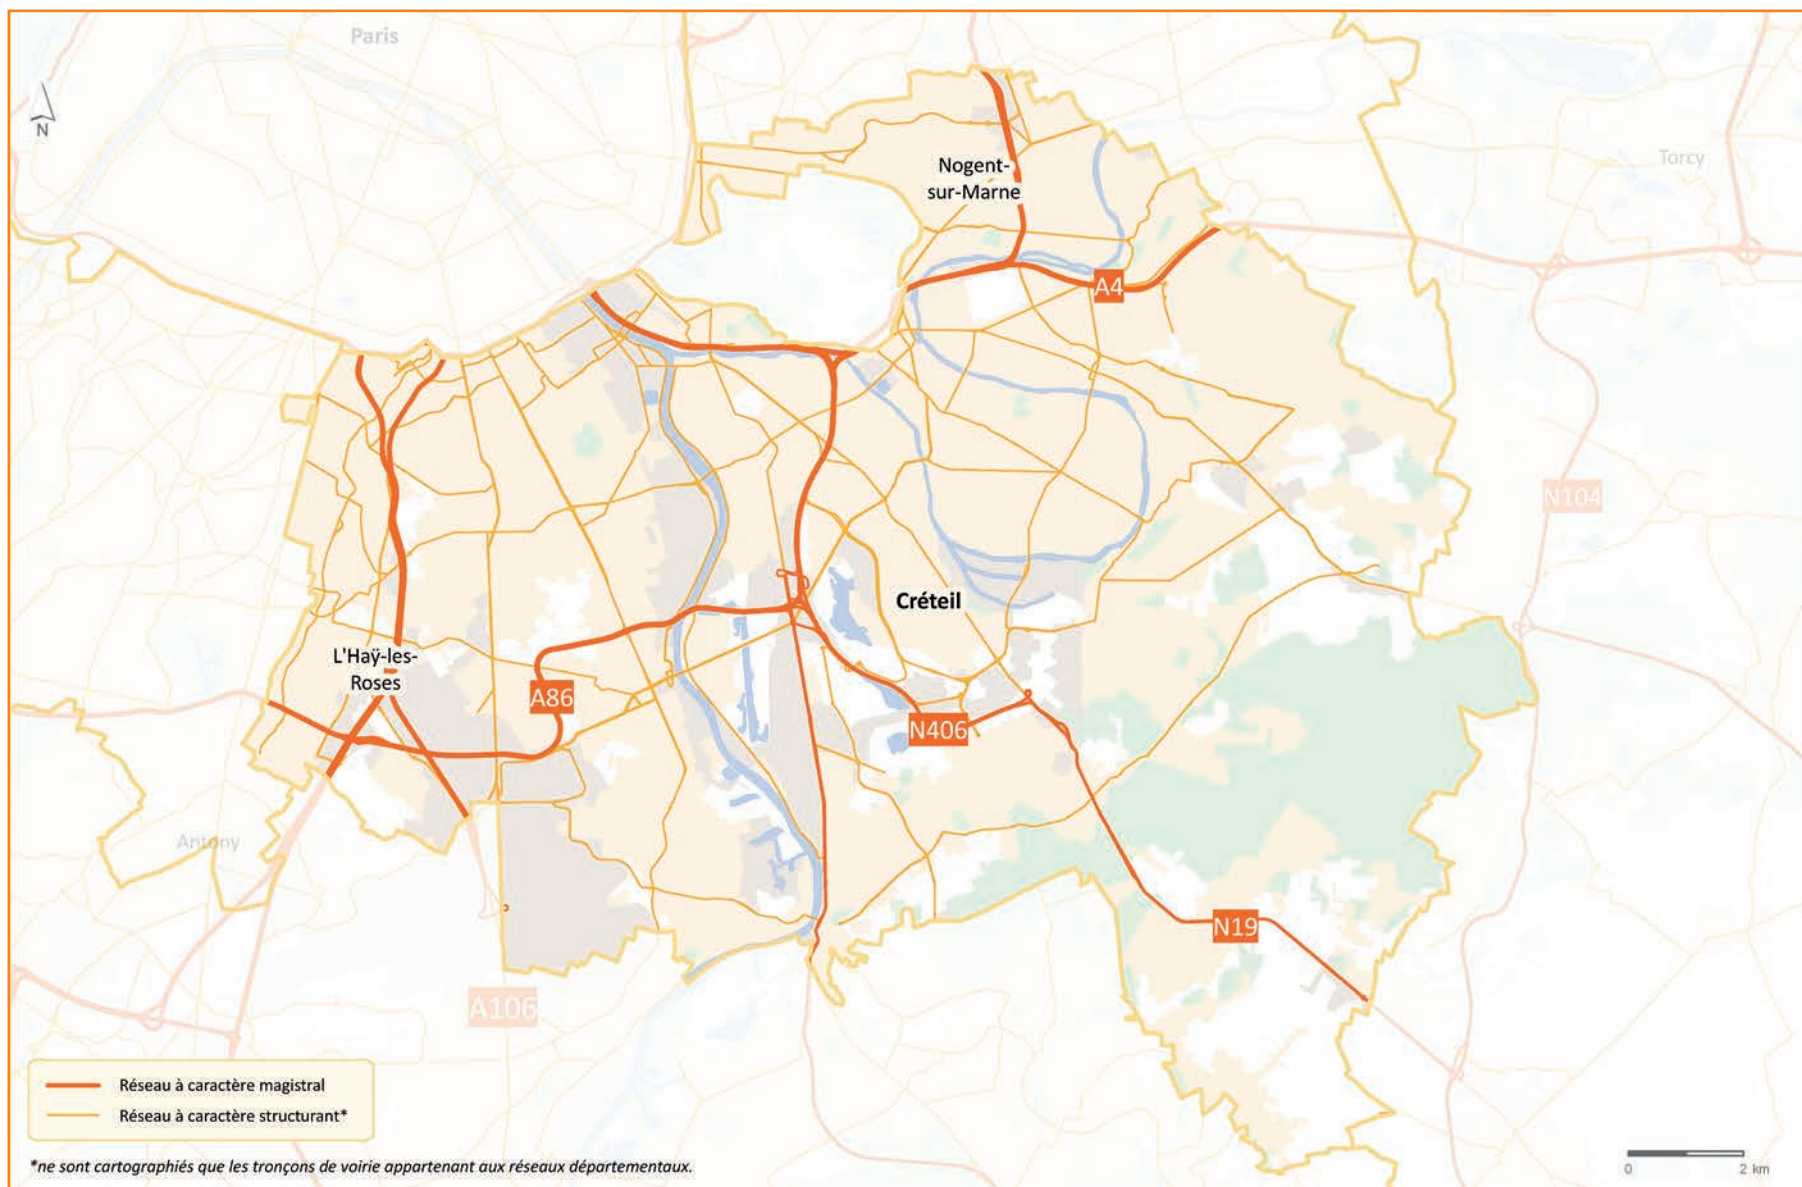 Paris
N
Torcy
Nogent-
sur-Marne
A4
N104
Créteil
L'Haÿ-les-
Roses
A86
N406
Antony
N19
A106
Réseau à caractère magistral
Réseau à caractère structurant*
*ne sont cartographiés que les tronçons de voirie appartenant aux réseaux départementaux.
0 2 km